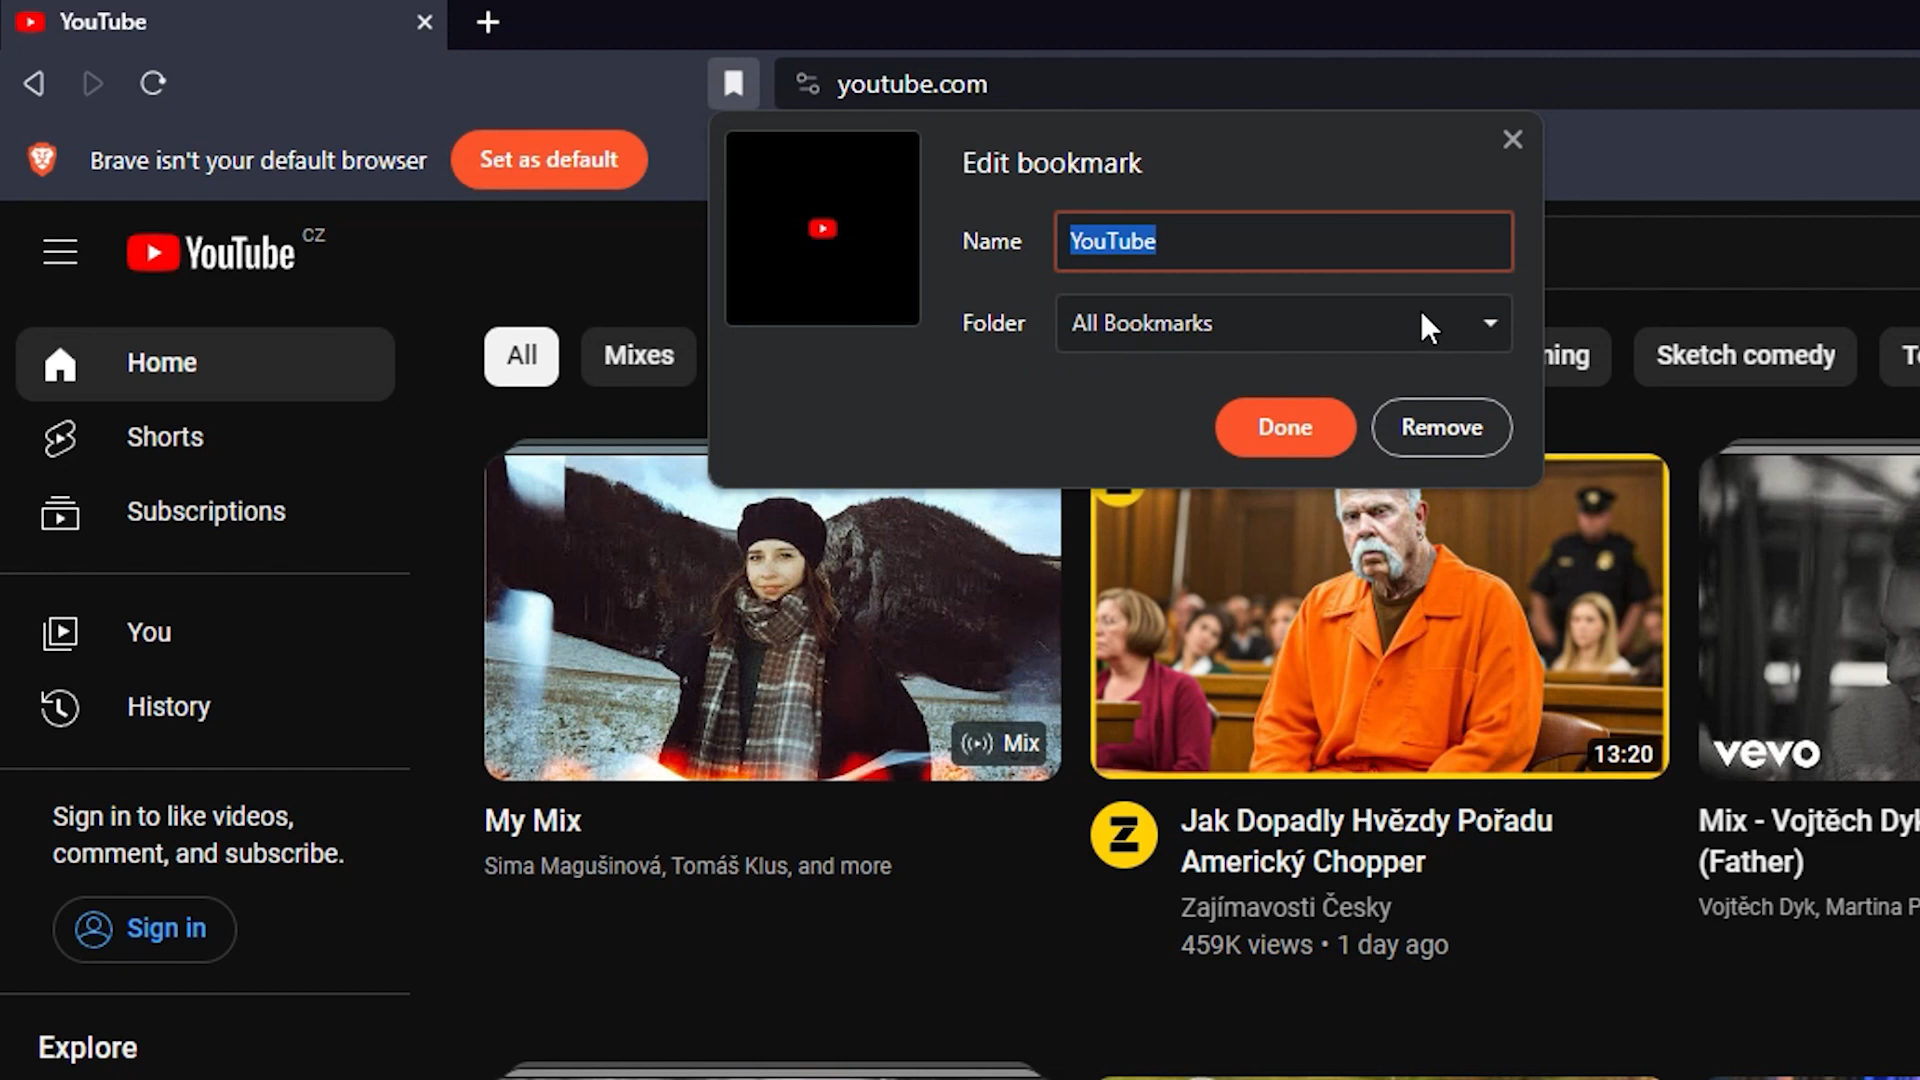 YouTube
youtube.com
Brave isn't your default browser
Set as default
Edit bookmark
Name
YouTube
Folder
All Bookmarks
Done
Remove
YouTube CZ
Home
Shorts
Subscriptions
You
History
Sign in to like videos,
comment, and subscribe.
Sign in
Explore
All
Mixes
Sketch comedy
Mix
My Mix
Sima Magušinová, Tomáš Klus, and more
13:20
Z
Jak Dopadly Hvězdy Pořadu
Americký Chopper
Zajímavosti Česky
459K views • 1 day ago
vevo
Mix - Vojtěch Dyk
(Father)
Vojtěch Dyk, Martina P